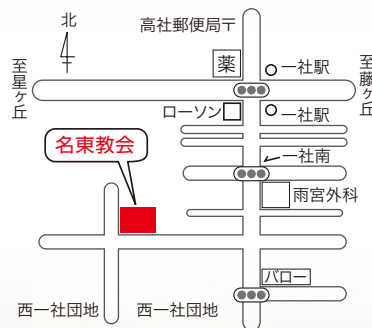 北
高社郵便局〒
薬
一社駅
至星ヶ丘
至藤ヶ丘
ローソン
一社駅
名東教会
一社南
雨宮外科
バロー
西一社団地
西一社団地